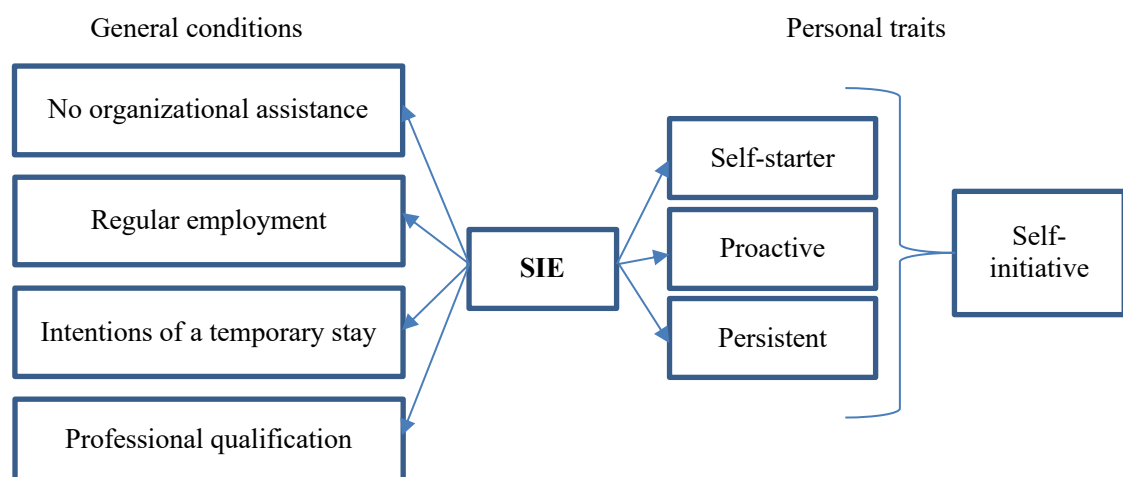 General conditions
Personal traits
No organizational assistance
Regular employment
Intentions of a temporary stay
Professional qualification
SIE
Self-starter
Proactive
Persistent
Self-
initiative